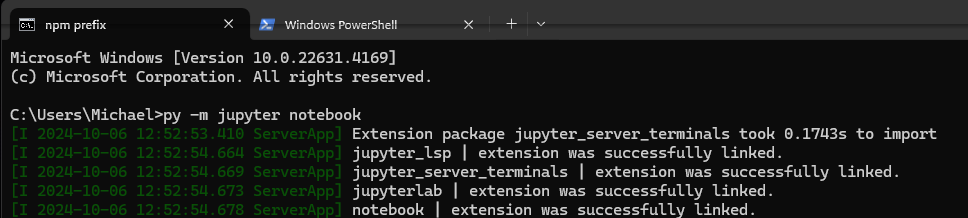 npm prefix
Windows PowerShell
Microsoft Windows [Version 10.0.22631.4169]
(c) Microsoft Corporation. All rights reserved.
C:\Users\Michael>py -m jupyter notebook
[I 2024-10-06 12:52:53.410 ServerApp] Extension package jupyter_server_terminals took 0.1743s to import
[I 2024-10-06 12:52:54.664 ServerApp] jupyter_lsp | extension was successfully linked.
[I 2024-10-06 12:52:54.669 ServerApp] jupyter_server_terminals | extension was successfully linked.
[I 2024-10-06 12:52:54.673 ServerApp] jupyterlab | extension was successfully linked.
[I 2024-10-06 12:52:54.678 ServerApp] notebook | extension was successfully linked.